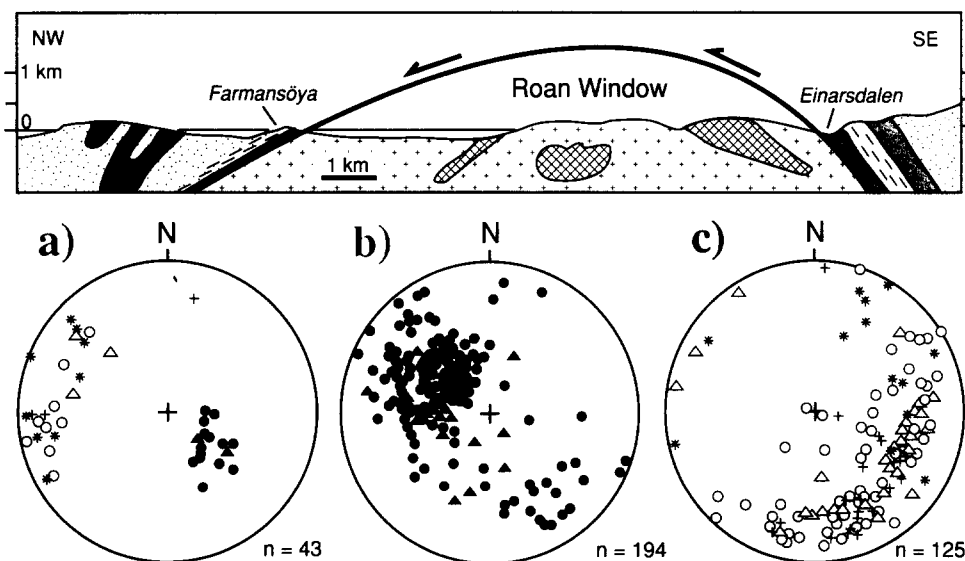 NW
SE
1 km
0
Farmansöya
Roan Window
Einarsdalen
1 km
a)
N
n = 43
b)
N
n = 194
c)
N
n = 125